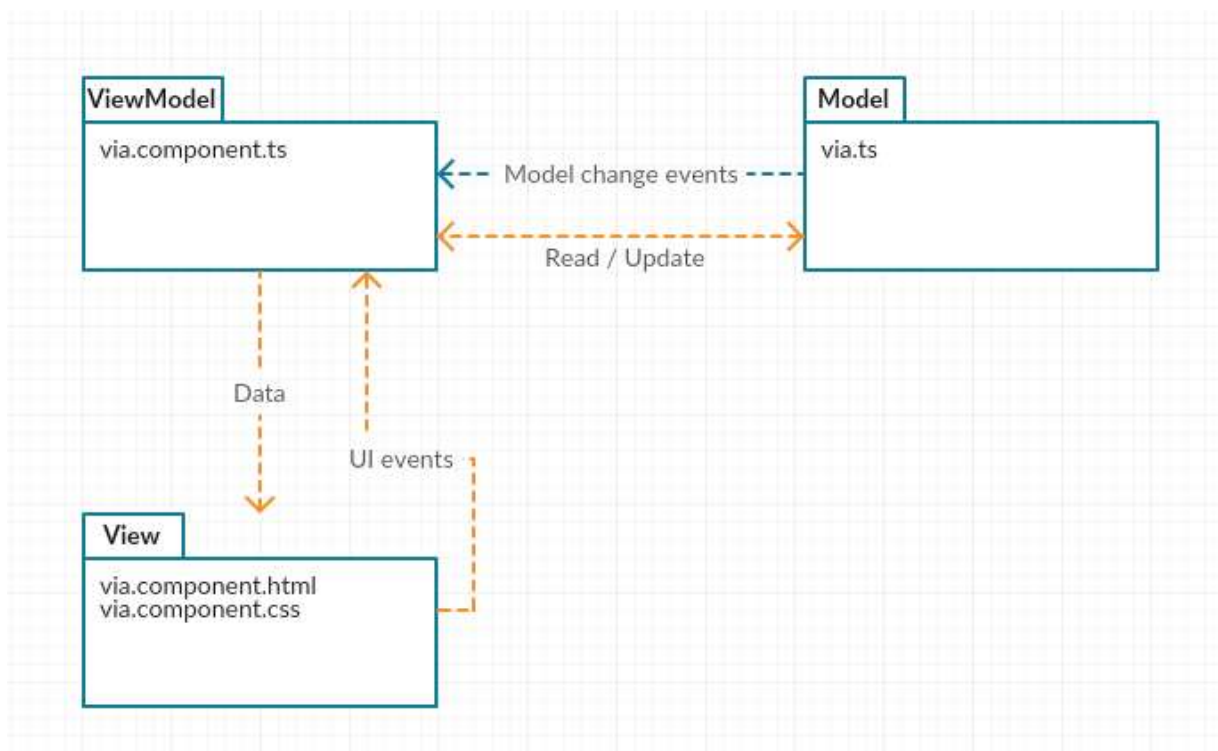 ViewModel
via.component.ts
Model
via.ts
Model change events
Read / Update
Data
UI events
View
via.component.html
via.component.css